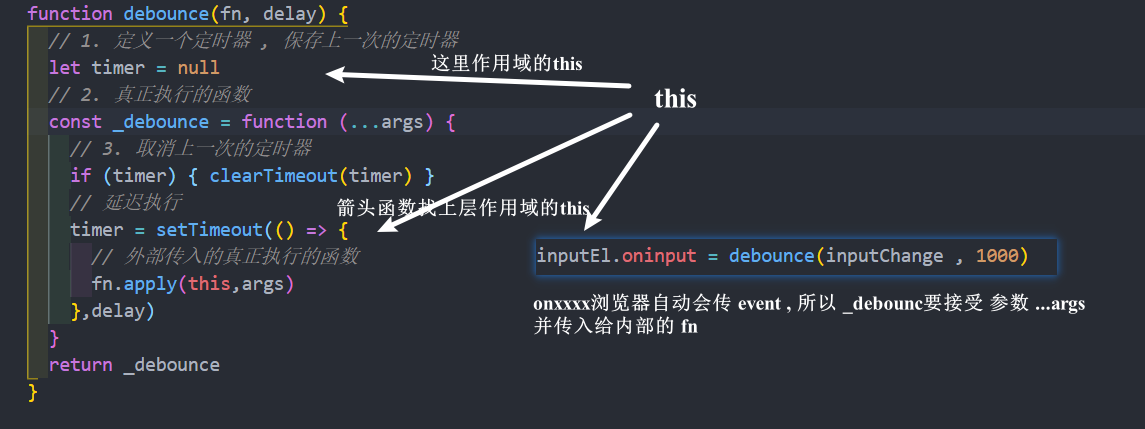 function debounce(fn, delay) {
// 1. 定义一个定时器 , 保存上一次的定时器
let timer = null
// 2. 真正执行的函数
const _debounce = function (...args) {
// 3. 取消上一次的定时器
if (timer) { clearTimeout(timer) }
// 延迟执行
timer = setTimeout(() => {
// 外部传入的真正执行的函数
fn.apply(this,args)
},delay)
}
return _debounce
}
这里作用域的this
this
箭头函数找上层作用域的this
inputEl.oninput = debounce(inputChange , 1000)
onxxxx浏览器自动会传 event , 所以 _debounc要接受 参数 ...args
并传入给内部的 fn